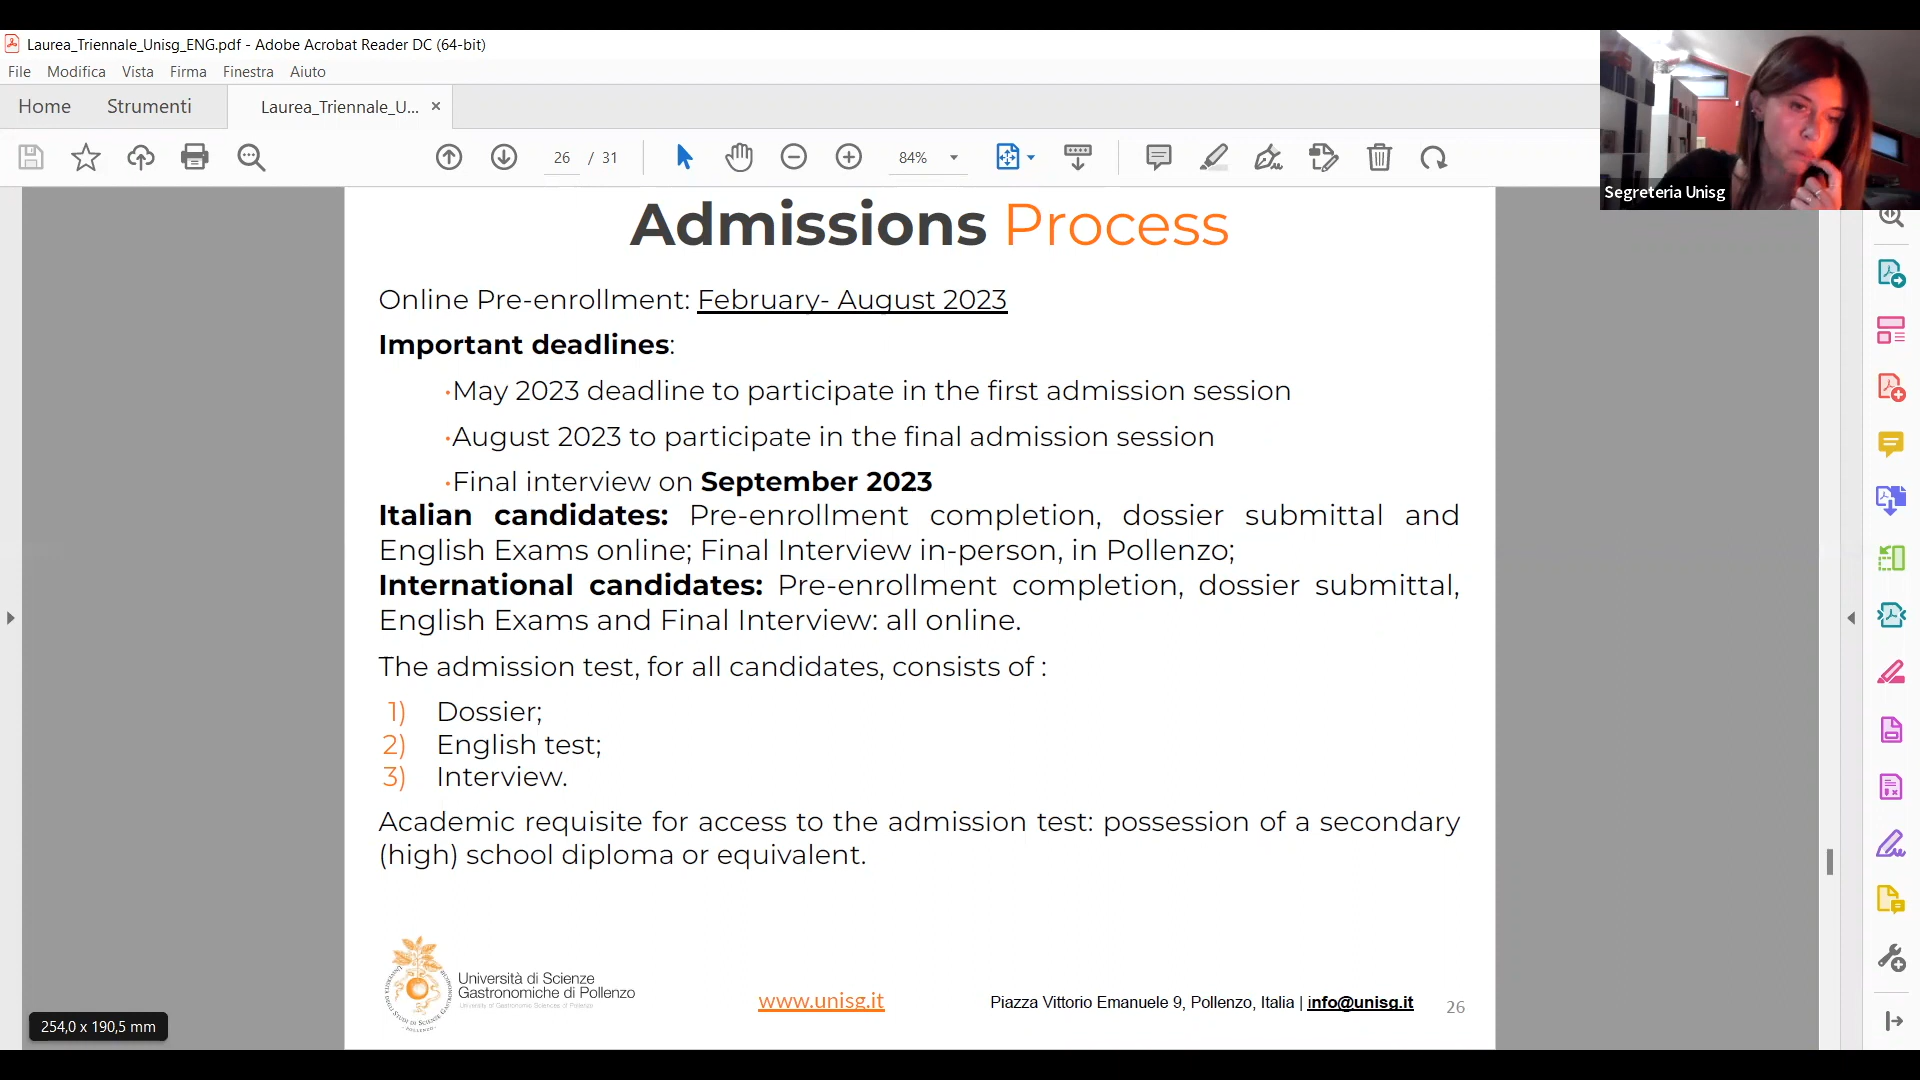 Laurea_Triennale_Unisg_ENG.pdf - Adobe Acrobat Reader DC (64-bit)
File Modifica Vista Firma Finestra Aiuto
Home Strumenti Laurea_Triennale_U... ×
26 / 31 84%
Segreteria Unisg
Admissions Process
Online Pre-enrollment: February- August 2023
Important deadlines:
·May 2023 deadline to participate in the first admission session
·August 2023 to participate in the final admission session
·Final interview on September 2023
Italian candidates: Pre-enrollment completion, dossier submittal and
English Exams online; Final Interview in-person, in Pollenzo;
International candidates: Pre-enrollment completion, dossier submittal,
English Exams and Final Interview: all online.
The admission test, for all candidates, consists of :
1) Dossier;
2) English test;
3) Interview.
Academic requisite for access to the admission test: possession of a secondary
(high) school diploma or equivalent.
Università di Scienze
Gastronomiche di Pollenzo
University of Gastronomic Sciences of Pollenzo
www.unisg.it
Piazza Vittorio Emanuele 9, Pollenzo, Italia | info@unisg.it
26
254,0 x 190,5 mm